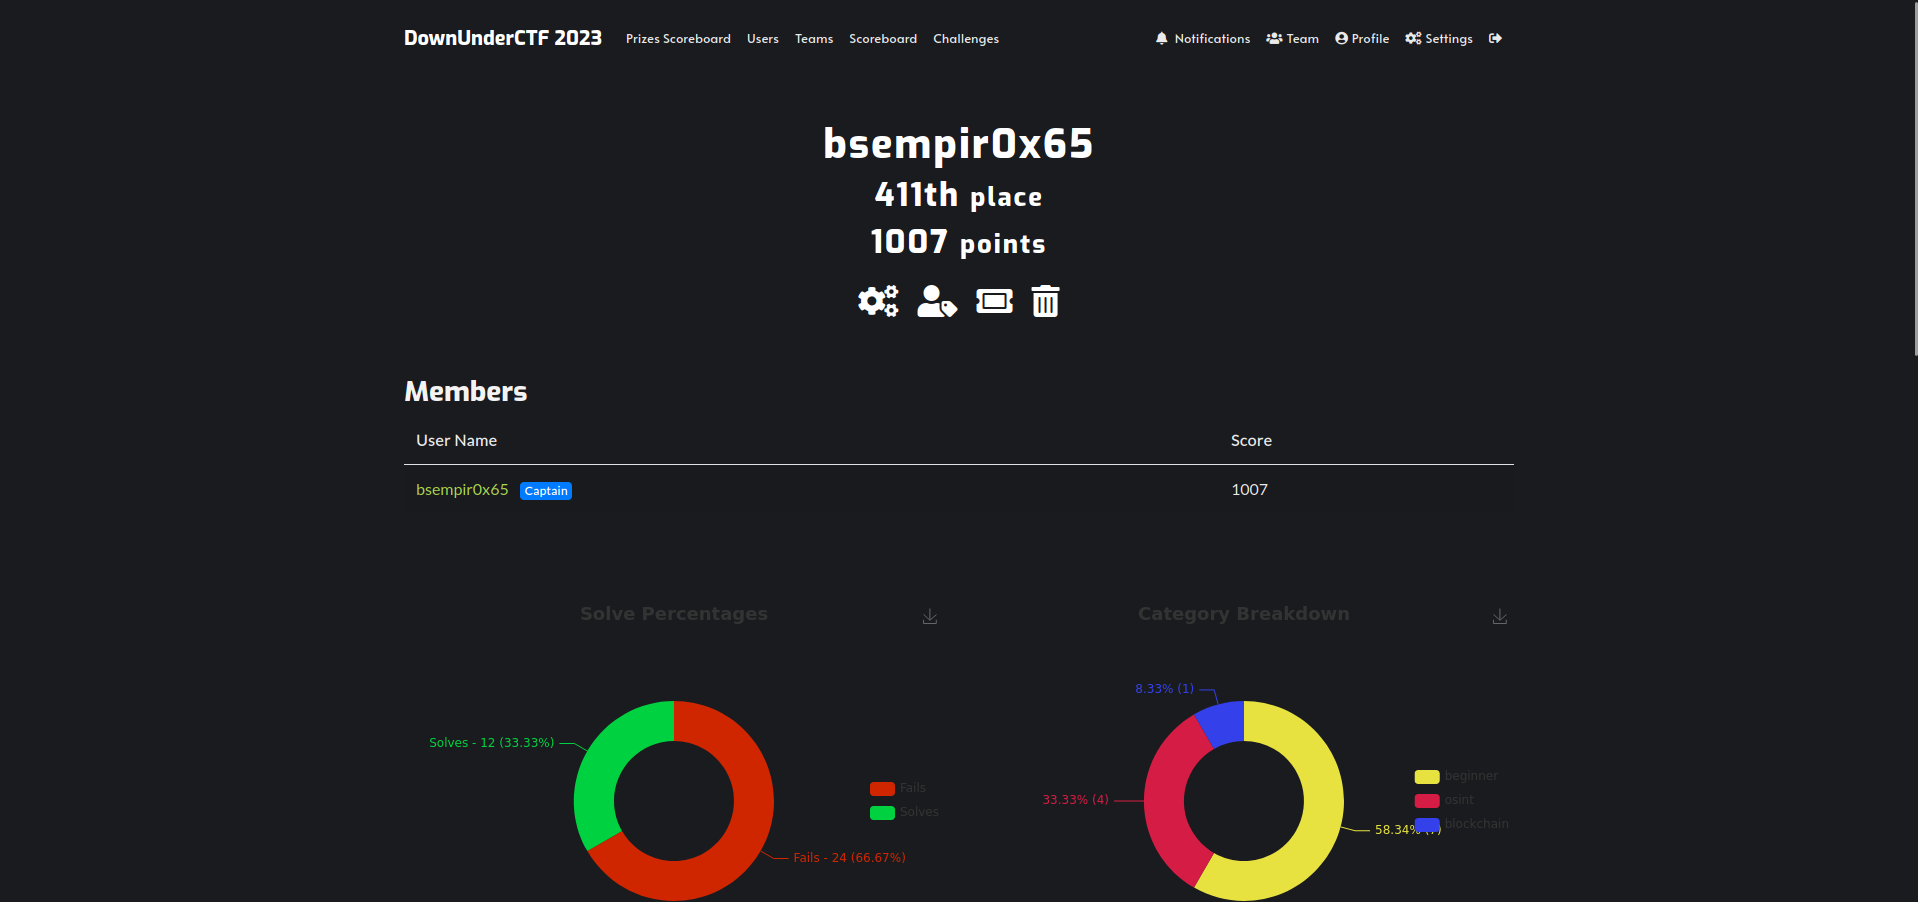 DownUnderCTF 2023 Prizes Scoreboard Users Teams Scoreboard Challenges Notifications Team Profile Settings
bsempir0x65
411th place
1007 points
Members
User Name Score
bsempir0x65 Captain 1007
Solve Percentages
Solves - 12 (33.33%)
Fails
Solves
Fails - 24 (66.67%)
Category Breakdown
8.33% (1)
33.33% (4)
beginner
osint
blockchain
58.34%